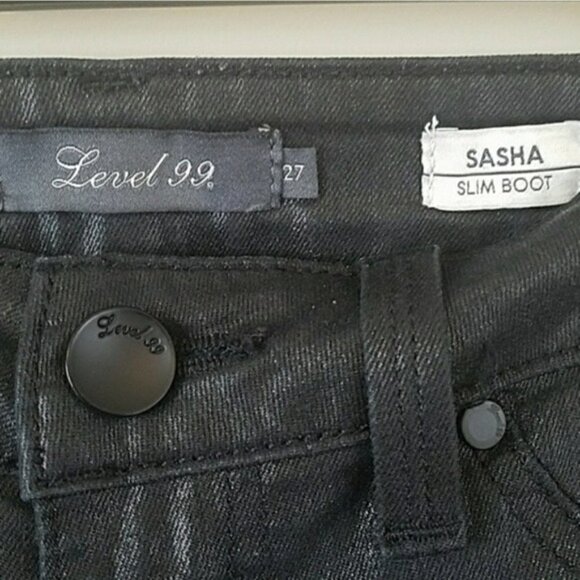 Level 99
27
SASHA
SLIM BOOT
Level 99